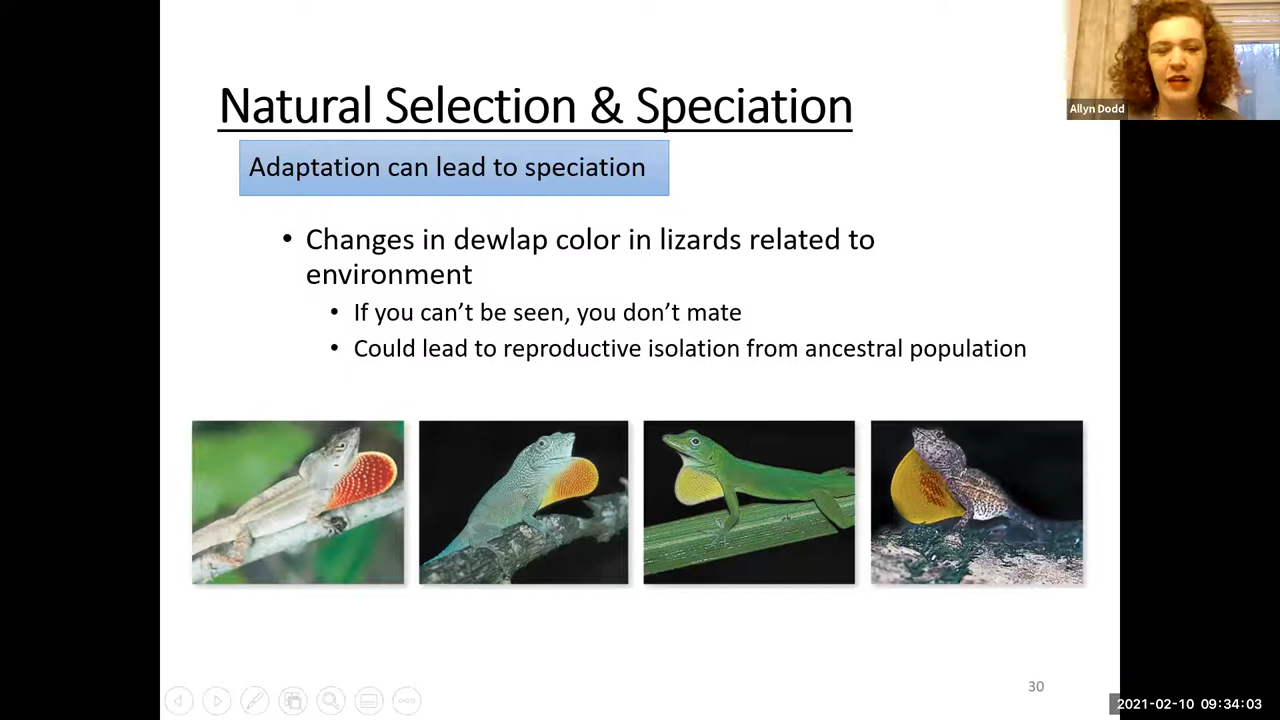 Natural Selection & Speciation
Allyn Dodd
Adaptation can lead to speciation
• Changes in dewlap color in lizards related to
environment
• If you can’t be seen, you don’t mate
• Could lead to reproductive isolation from ancestral population
30
2021-02-10 09:34:03